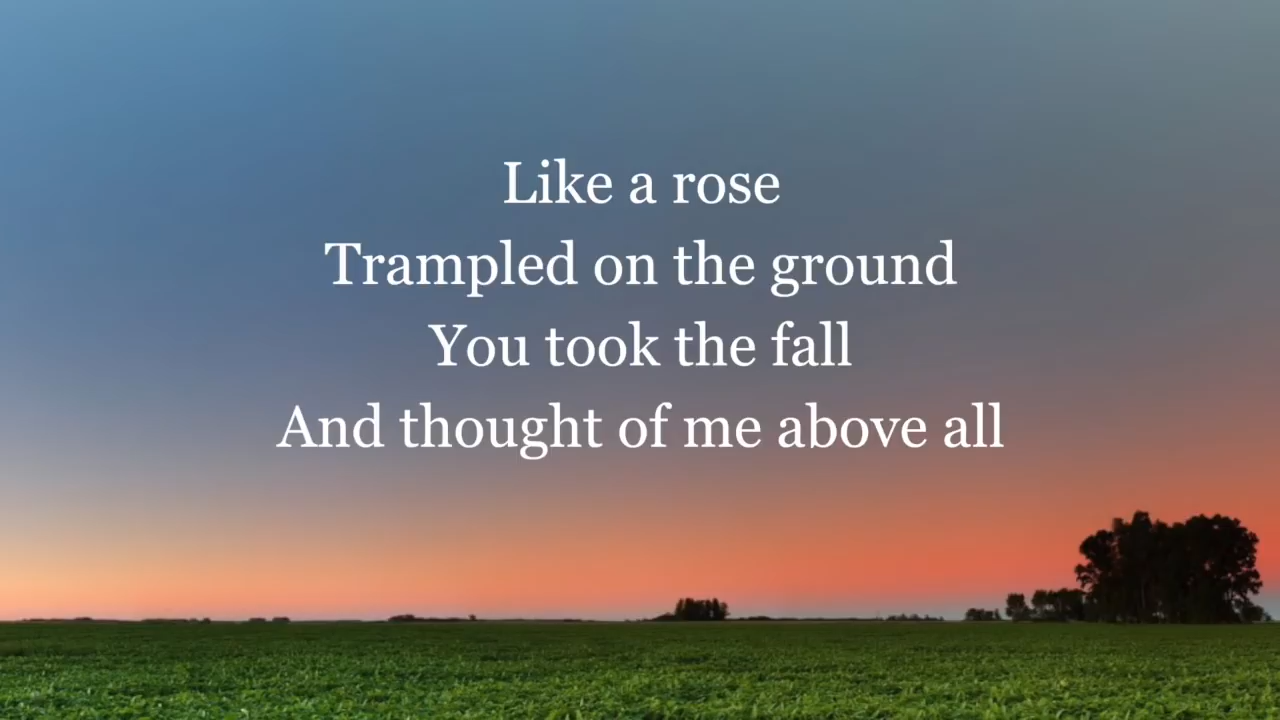 Like a rose
Trampled on the ground
You took the fall
And thought of me above all